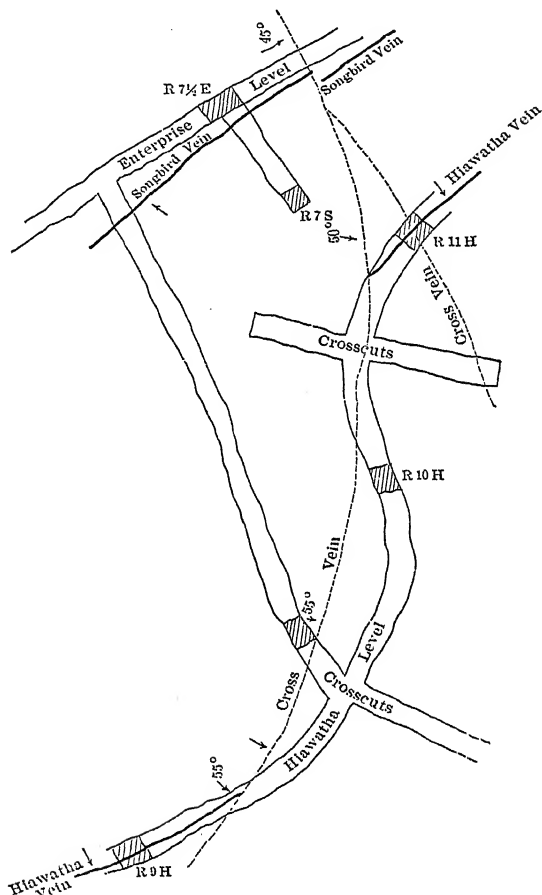 45°
Songbird Vein
R 7½ E
Level
Enterprise
Songbird Vein
R 7 S
Hiawatha Vein
50°
R 11 H
Cross Vein
Crosscuts
R 10 H
Vein
55°
Level
Cross
Crosscuts
Hiawatha
55°
Hiawatha
Vein
R 9 H